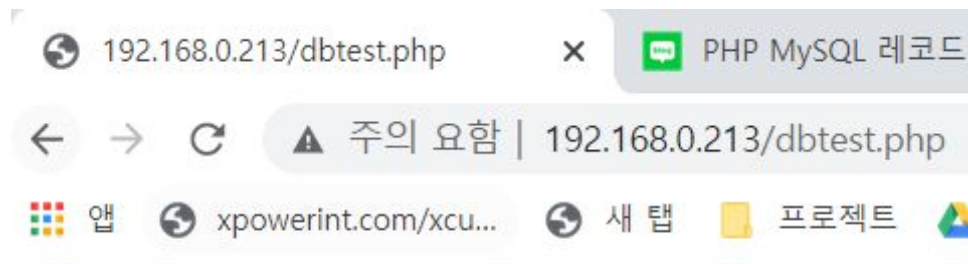 192.168.0.213/dbtest.php PHP MySQL 레코드
주의 요함 | 192.168.0.213/dbtest.php
앱 xpowerint.com/xcu... 새 탭 프로젝트